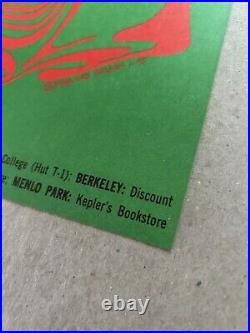 College (Hut T-1); BERKELEY: Discount
MENLO PARK: Kepler's Bookstore